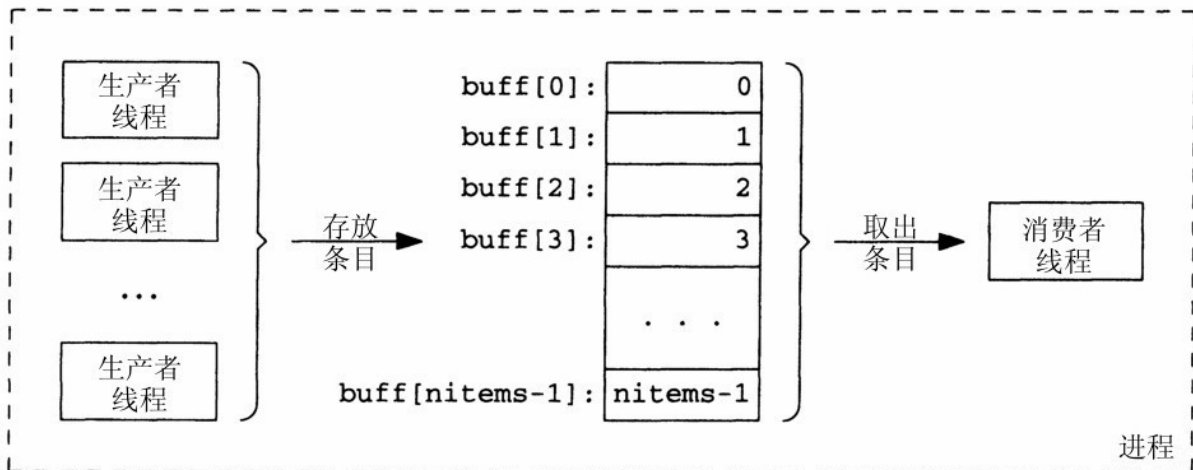 生产者
线程
生产者
线程
...
生产者
线程
存放
条目
buff[0]: 0
buff[1]: 1
buff[2]: 2
buff[3]: 3
. . .
buff[nitems-1]: nitems-1
取出
条目
消费者
线程
进程